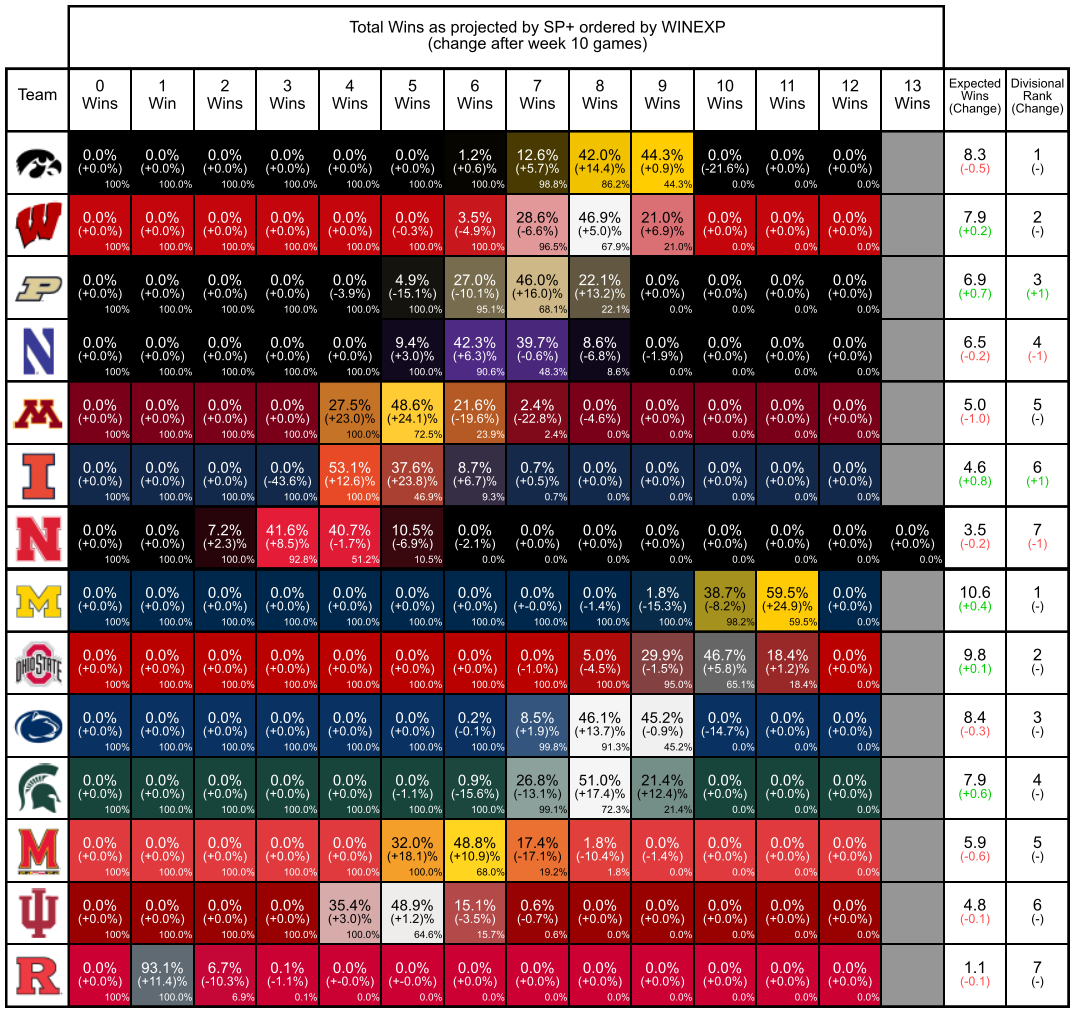 Total Wins as projected by SP+ ordered by WINEXP
(change after week 10 games)
Team
0 Wins
1 Win
2 Wins
3 Wins
4 Wins
5 Wins
6 Wins
7 Wins
8 Wins
9 Wins
10 Wins
11 Wins
12 Wins
13 Wins
Expected Wins (Change)
Divisional Rank (Change)
0.0% 0.0% 0.0% 0.0% 0.0% 0.0% 1.2% 12.6% 42.0% 44.3% 0.0% 0.0% 0.0% 8.3 1
(+0.0%) (+0.0%) (+0.0%) (+0.0%) (+0.0%) (+0.0%) (+0.6)% (+5.7)% (+14.4)% (+0.9)% (-21.6%) (+0.0%) (+0.0%) (-0.5) (-)
100% 100.0% 100.0% 100.0% 100.0% 100.0% 100.0% 98.8% 86.2% 44.3% 0.0% 0.0% 0.0%
W 0.0% 0.0% 0.0% 0.0% 0.0% 0.0% 3.5% 28.6% 46.9% 21.0% 0.0% 0.0% 0.0% 7.9 2
(+0.0%) (+0.0%) (+0.0%) (+0.0%) (+0.0%) (-0.3%) (-4.9%) (-6.6%) (+5.0)% (+6.9)% (+0.0%) (+0.0%) (+0.0%) (+0.2) (-)
100% 100.0% 100.0% 100.0% 100.0% 100.0% 100.0% 96.5% 67.9% 21.0% 0.0% 0.0% 0.0%
P 0.0% 0.0% 0.0% 0.0% 0.0% 4.9% 27.0% 46.0% 22.1% 0.0% 0.0% 0.0% 0.0% 6.9 3
(+0.0%) (+0.0%) (+0.0%) (+0.0%) (-3.9%) (-15.1%) (-10.1%) (+16.0)% (+13.2)% (+0.0%) (+0.0%) (+0.0%) (+0.0%) (+0.7) (+1)
100% 100.0% 100.0% 100.0% 100.0% 100.0% 95.1% 68.1% 22.1% 0.0% 0.0% 0.0% 0.0%
N 0.0% 0.0% 0.0% 0.0% 0.0% 9.4% 42.3% 39.7% 8.6% 0.0% 0.0% 0.0% 0.0% 6.5 4
(+0.0%) (+0.0%) (+0.0%) (+0.0%) (+0.0%) (+3.0)% (+6.3)% (-0.6%) (-6.8%) (-1.9%) (+0.0%) (+0.0%) (+0.0%) (-0.2) (-1)
100% 100.0% 100.0% 100.0% 100.0% 100.0% 90.6% 48.3% 8.6% 0.0% 0.0% 0.0% 0.0%
M 0.0% 0.0% 0.0% 0.0% 27.5% 48.6% 21.6% 2.4% 0.0% 0.0% 0.0% 0.0% 0.0% 5.0 5
(+0.0%) (+0.0%) (+0.0%) (+0.0%) (+23.0)% (+24.1)% (-19.6%) (-22.8%) (-4.6%) (+0.0%) (+0.0%) (+0.0%) (+0.0%) (-1.0) (-)
100% 100.0% 100.0% 100.0% 100.0% 72.5% 23.9% 2.4% 0.0% 0.0% 0.0% 0.0% 0.0%
I 0.0% 0.0% 0.0% 0.0% 53.1% 37.6% 8.7% 0.7% 0.0% 0.0% 0.0% 0.0% 0.0% 4.6 6
(+0.0%) (+0.0%) (+0.0%) (-43.6%) (+12.6)% (+23.8)% (+6.7)% (+0.5)% (+0.0%) (+0.0%) (+0.0%) (+0.0%) (+0.0%) (+0.8) (+1)
100% 100.0% 100.0% 100.0% 100.0% 46.9% 9.3% 0.7% 0.0% 0.0% 0.0% 0.0% 0.0%
N 0.0% 0.0% 7.2% 41.6% 40.7% 10.5% 0.0% 0.0% 0.0% 0.0% 0.0% 0.0% 0.0% 0.0% 3.5 7
(+0.0%) (+0.0%) (+2.3)% (+8.5)% (-1.7%) (-6.9%) (-2.1%) (+0.0%) (+0.0%) (+0.0%) (+0.0%) (+0.0%) (+0.0%) (+0.0%) (-0.2) (-1)
100% 100.0% 100.0% 92.8% 51.2% 10.5% 0.0% 0.0% 0.0% 0.0% 0.0% 0.0% 0.0% 0.0%
M 0.0% 0.0% 0.0% 0.0% 0.0% 0.0% 0.0% 0.0% 0.0% 1.8% 38.7% 59.5% 0.0% 10.6 1
(+0.0%) (+0.0%) (+0.0%) (+0.0%) (+0.0%) (+0.0%) (+0.0%) (+-0.0%) (-1.4%) (-15.3%) (-8.2%) (+24.9)% (+0.0%) (+0.4) (-)
100% 100.0% 100.0% 100.0% 100.0% 100.0% 100.0% 100.0% 100.0% 100.0% 98.2% 59.5% 0.0%
OHIO STATE 0.0% 0.0% 0.0% 0.0% 0.0% 0.0% 0.0% 0.0% 5.0% 29.9% 46.7% 18.4% 0.0% 9.8 2
(+0.0%) (+0.0%) (+0.0%) (+0.0%) (+0.0%) (+0.0%) (+0.0%) (-1.0%) (-4.5%) (-1.5%) (+5.8)% (+1.2)% (+0.0%) (+0.1) (-)
100% 100.0% 100.0% 100.0% 100.0% 100.0% 100.0% 100.0% 100.0% 95.0% 65.1% 18.4% 0.0%
0.0% 0.0% 0.0% 0.0% 0.0% 0.0% 0.2% 8.5% 46.1% 45.2% 0.0% 0.0% 0.0% 8.4 3
(+0.0%) (+0.0%) (+0.0%) (+0.0%) (+0.0%) (+0.0%) (-0.1%) (+1.9)% (+13.7)% (-0.9%) (-14.7%) (+0.0%) (+0.0%) (-0.3) (-)
100% 100.0% 100.0% 100.0% 100.0% 100.0% 100.0% 99.8% 91.3% 45.2% 0.0% 0.0% 0.0%
0.0% 0.0% 0.0% 0.0% 0.0% 0.0% 0.9% 26.8% 51.0% 21.4% 0.0% 0.0% 0.0% 7.9 4
(+0.0%) (+0.0%) (+0.0%) (+0.0%) (+0.0%) (-1.1%) (-15.6%) (-13.1%) (+17.4)% (+12.4)% (+0.0%) (+0.0%) (+0.0%) (+0.6) (-)
100% 100.0% 100.0% 100.0% 100.0% 100.0% 100.0% 99.1% 72.3% 21.4% 0.0% 0.0% 0.0%
M 0.0% 0.0% 0.0% 0.0% 0.0% 32.0% 48.8% 17.4% 1.8% 0.0% 0.0% 0.0% 0.0% 5.9 5
(+0.0%) (+0.0%) (+0.0%) (+0.0%) (+0.0%) (+18.1)% (+10.9)% (-17.1%) (-10.4%) (-1.4%) (+0.0%) (+0.0%) (+0.0%) (-0.6) (-)
100% 100.0% 100.0% 100.0% 100.0% 100.0% 68.0% 19.2% 1.8% 0.0% 0.0% 0.0% 0.0%
0.0% 0.0% 0.0% 0.0% 35.4% 48.9% 15.1% 0.6% 0.0% 0.0% 0.0% 0.0% 0.0% 4.8 6
(+0.0%) (+0.0%) (+0.0%) (+0.0%) (+3.0)% (+1.2)% (-3.5%) (-0.7%) (+0.0%) (+0.0%) (+0.0%) (+0.0%) (+0.0%) (-0.1) (-)
100% 100.0% 100.0% 100.0% 100.0% 64.6% 15.7% 0.6% 0.0% 0.0% 0.0% 0.0% 0.0%
R 0.0% 93.1% 6.7% 0.1% 0.0% 0.0% 0.0% 0.0% 0.0% 0.0% 0.0% 0.0% 0.0% 1.1 7
(+0.0%) (+11.4)% (-10.3%) (-1.1%) (+-0.0%) (+-0.0%) (+0.0%) (+0.0%) (+0.0%) (+0.0%) (+0.0%) (+0.0%) (+0.0%) (-0.1) (-)
100% 100.0% 6.9% 0.1% 0.0% 0.0% 0.0% 0.0% 0.0% 0.0% 0.0% 0.0% 0.0%